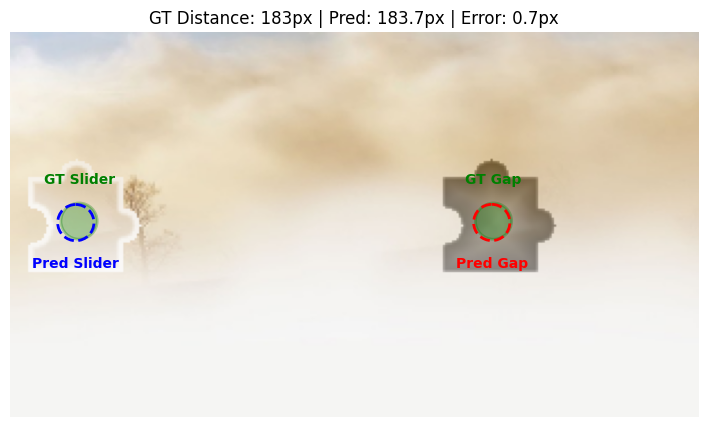 GT Distance: 183px | Pred: 183.7px | Error: 0.7px
GT Slider
GT Gap
Pred Slider
Pred Gap